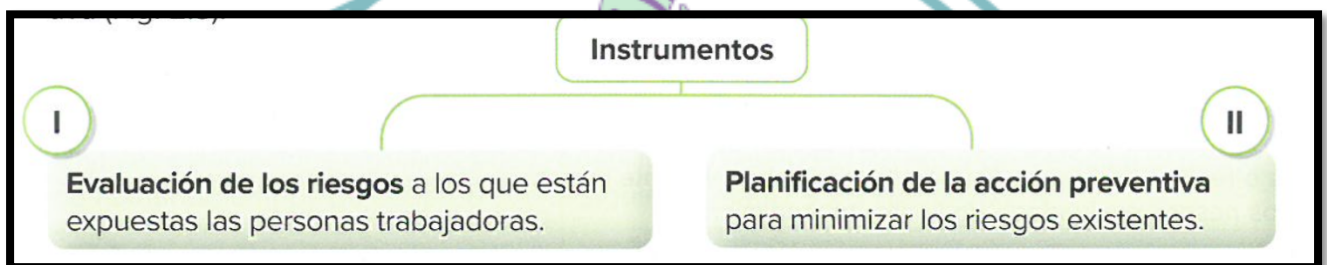 Instrumentos
I
II
Evaluación de los riesgos a los que están
expuestas las personas trabajadoras.
Planificación de la acción preventiva
para minimizar los riesgos existentes.